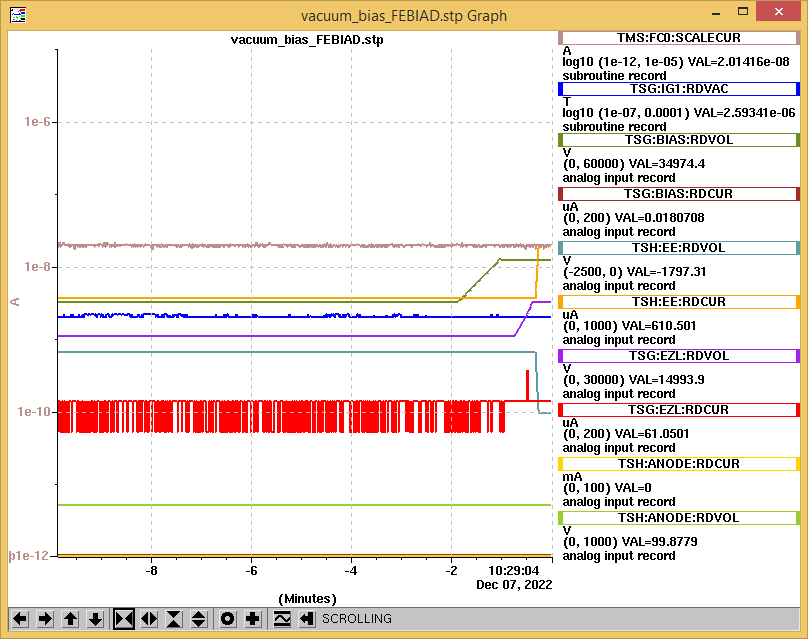 vacuum_bias_FEBIAD.stp Graph
vacuum_bias_FEBIAD.stp
1e-6
1e-8
A
1e-10
1e-12
-8
-6
-4
-2
10:29:04
Dec 07, 2022
(Minutes)
TMS:FC0:SCALECUR
A
log10 (1e-12, 1e-05) VAL=2.01416e-08
subroutine record
TSG:IG1:RDVAC
T
log10 (1e-07, 0.0001) VAL=2.59341e-06
subroutine record
TSG:BIAS:RDVOL
V
(0, 60000) VAL=34974.4
analog input record
TSG:BIAS:RDCUR
uA
(0, 200) VAL=0.0180708
analog input record
TSH:EE:RDVOL
V
(-2500, 0) VAL=-1797.31
analog input record
TSH:EE:RDCUR
uA
(0, 1000) VAL=610.501
analog input record
TSG:EZL:RDVOL
V
(0, 30000) VAL=14993.9
analog input record
TSG:EZL:RDCUR
uA
(0, 200) VAL=61.0501
analog input record
TSH:ANODE:RDCUR
mA
(0, 100) VAL=0
analog input record
TSH:ANODE:RDVOL
V
(0, 1000) VAL=99.8779
analog input record
SCROLLING